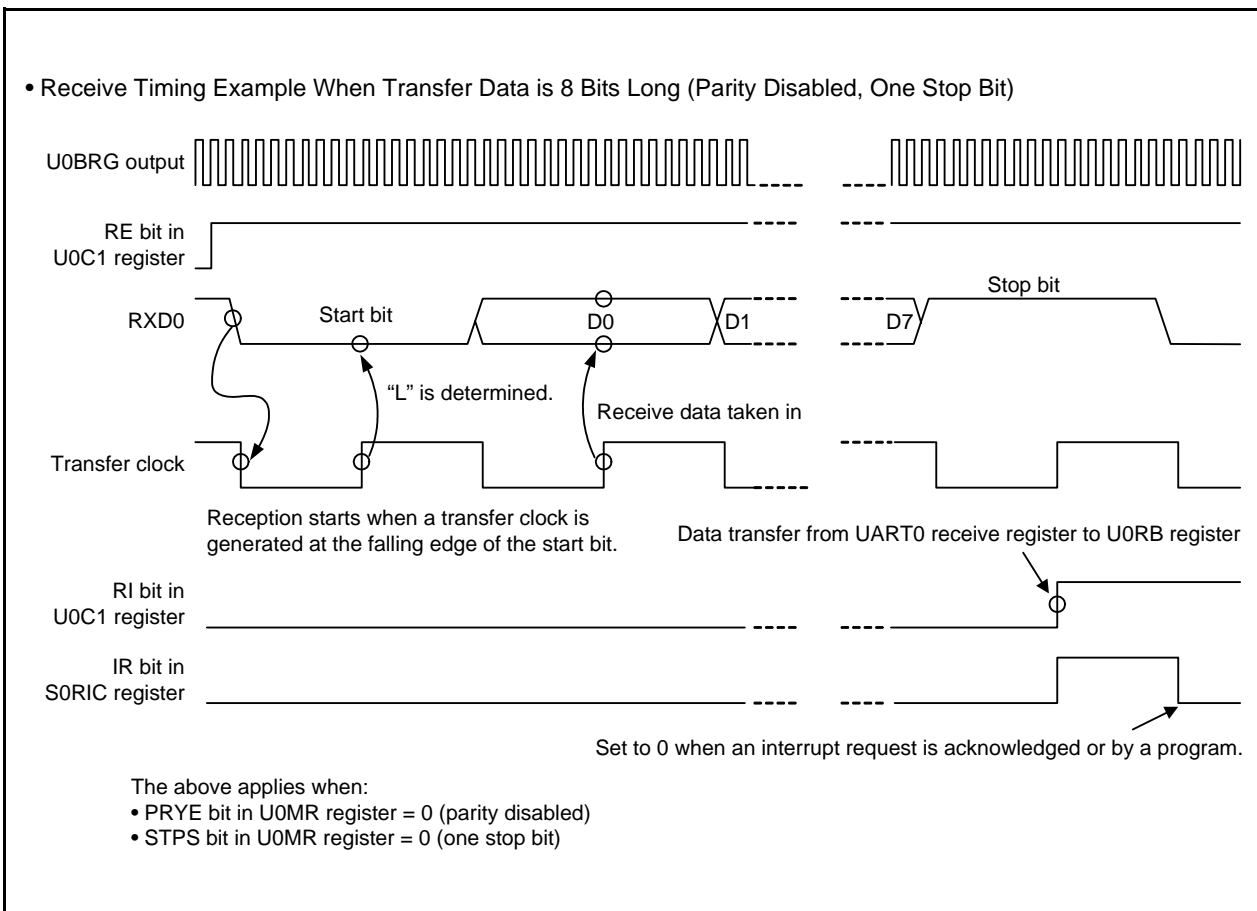 • Receive Timing Example When Transfer Data is 8 Bits Long (Parity Disabled, One Stop Bit)
U0BRG output
RE bit in
U0C1 register
RXD0
Start bit
D0
D1
D7
Stop bit
“L” is determined.
Receive data taken in
Transfer clock
Reception starts when a transfer clock is
generated at the falling edge of the start bit.
Data transfer from UART0 receive register to U0RB register
RI bit in
U0C1 register
IR bit in
S0RIC register
Set to 0 when an interrupt request is acknowledged or by a program.
The above applies when:
• PRYE bit in U0MR register = 0 (parity disabled)
• STPS bit in U0MR register = 0 (one stop bit)